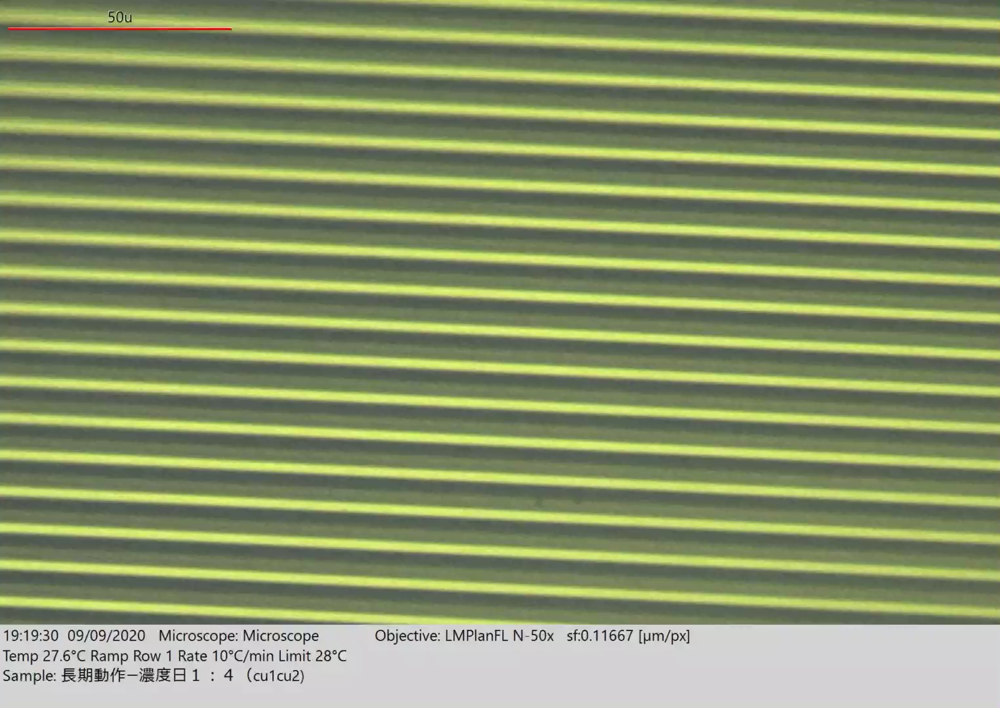 50u
19:19:30 09/09/2020 Microscope: Microscope Objective: LMPlanFL N-50x sf:0.11667 [µm/px]
Temp 27.6°C Ramp Row 1 Rate 10°C/min Limit 28°C
Sample: 長期動作−濃度日１：４（cu1cu2)